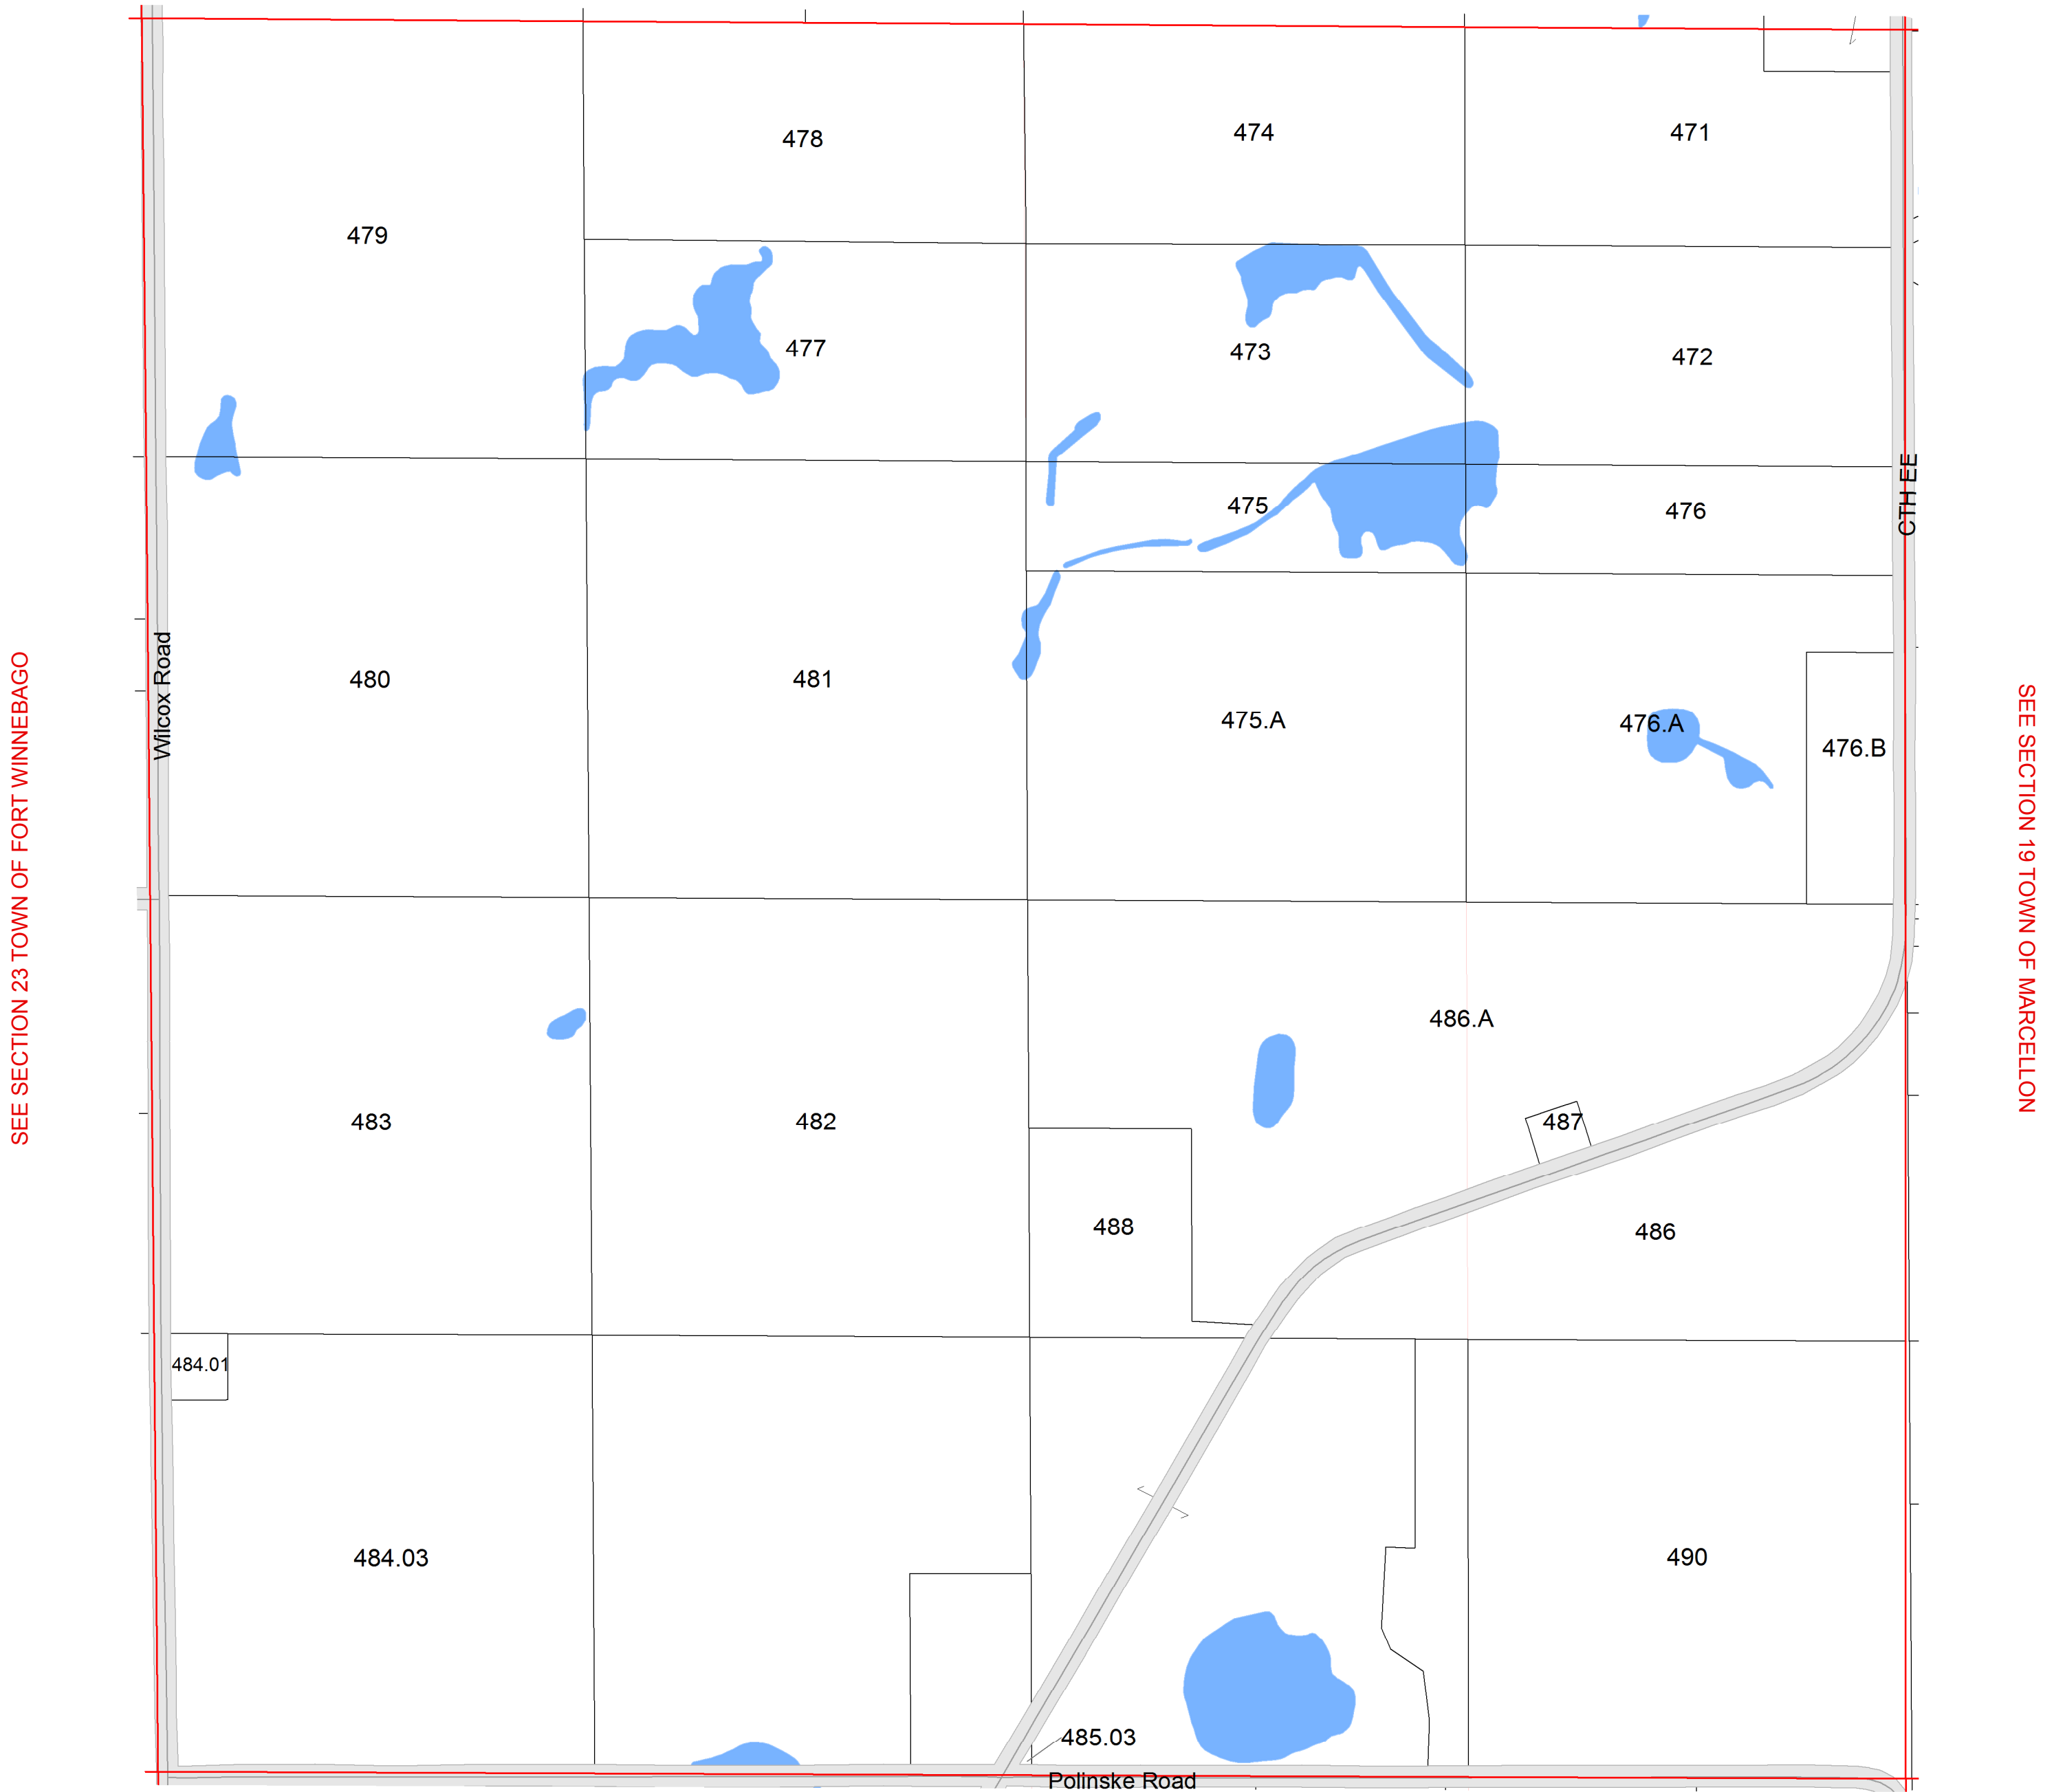 478
474
471
479
477
473
472
CTH EE
475
476
Wilcox Road
480
481
475.A
476.A
476.B
SEE SECTION 23 TOWN OF FORT WINNEBAGO
SEE SECTION 19 TOWN OF MARCELLON
486.A
483
482
487
488
486
484.01
484.03
490
485.03
Polinske Road